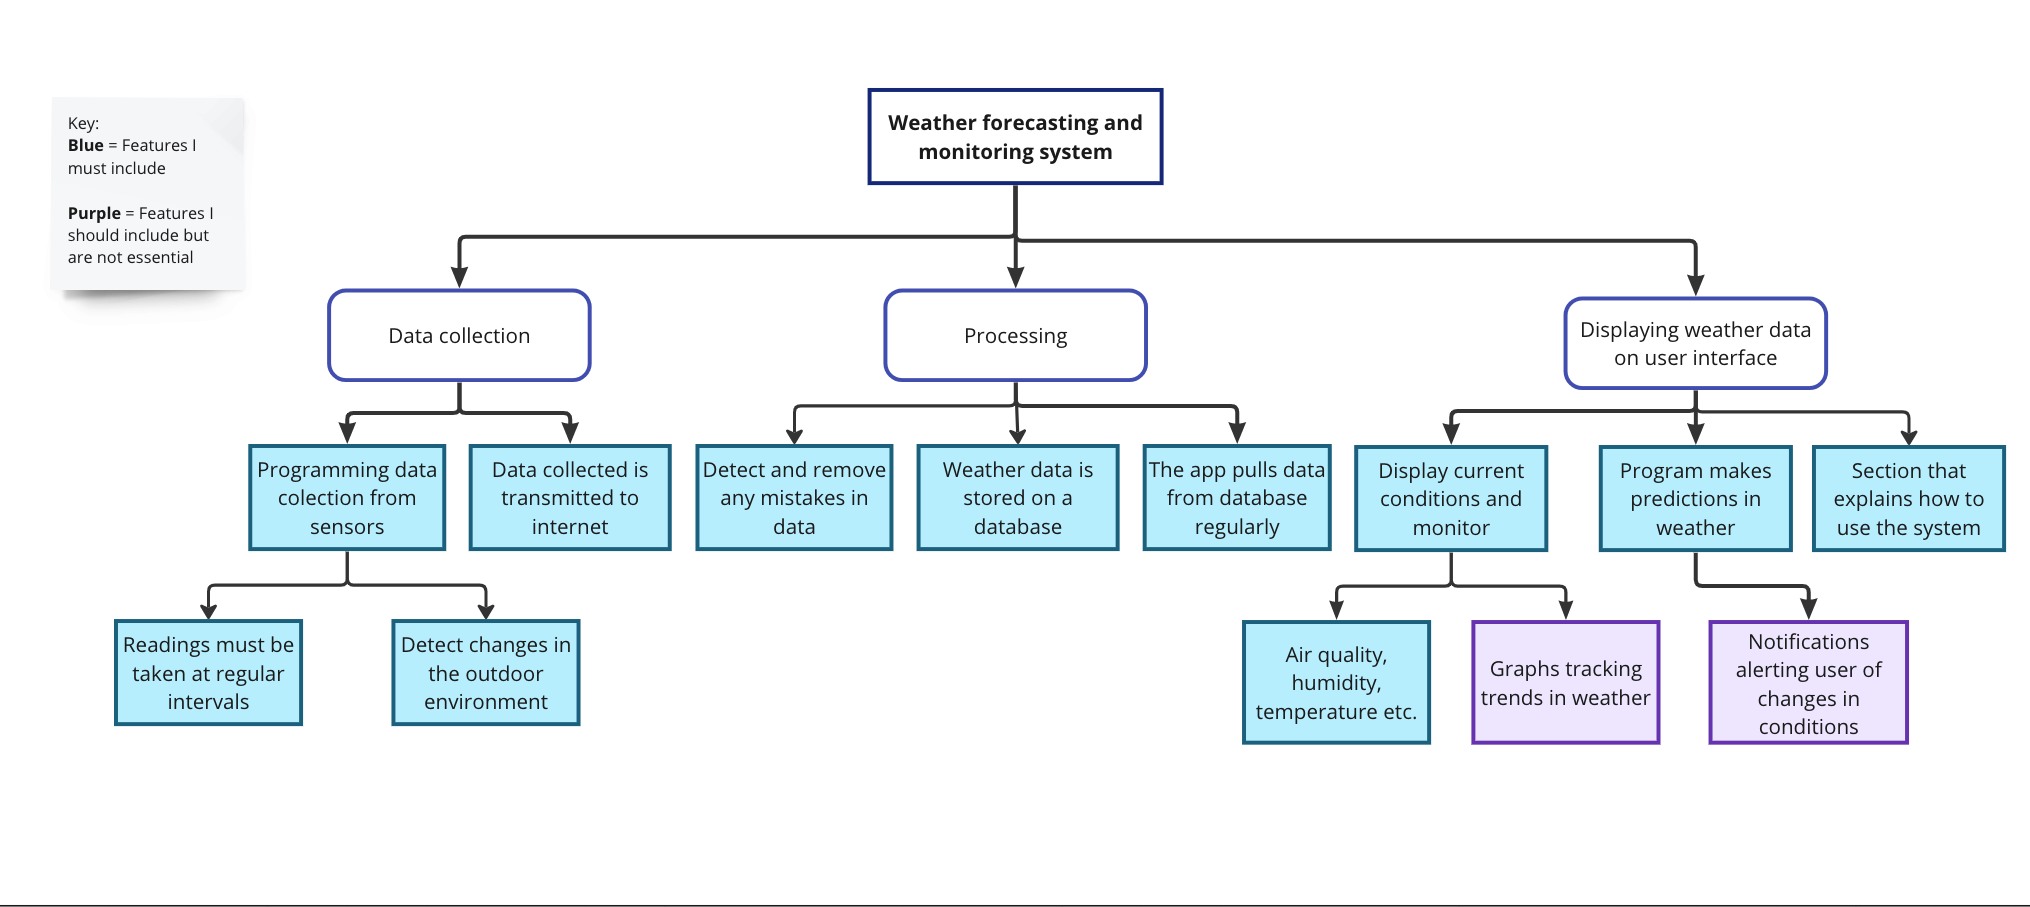 Key:
Blue = Features I
must include
Purple = Features I
should include but
are not essential
Weather forecasting and
monitoring system
Data collection
Processing
Displaying weather data
on user interface
Programming data
colection from
sensors
Data collected is
transmitted to
internet
Detect and remove
any mistakes in
data
Weather data is
stored on a
database
The app pulls data
from database
regularly
Display current
conditions and
monitor
Program makes
predictions in
weather
Section that
explains how to
use the system
Readings must be
taken at regular
intervals
Detect changes in
the outdoor
environment
Air quality,
humidity,
temperature etc.
Graphs tracking
trends in weather
Notifications
alerting user of
changes in
conditions